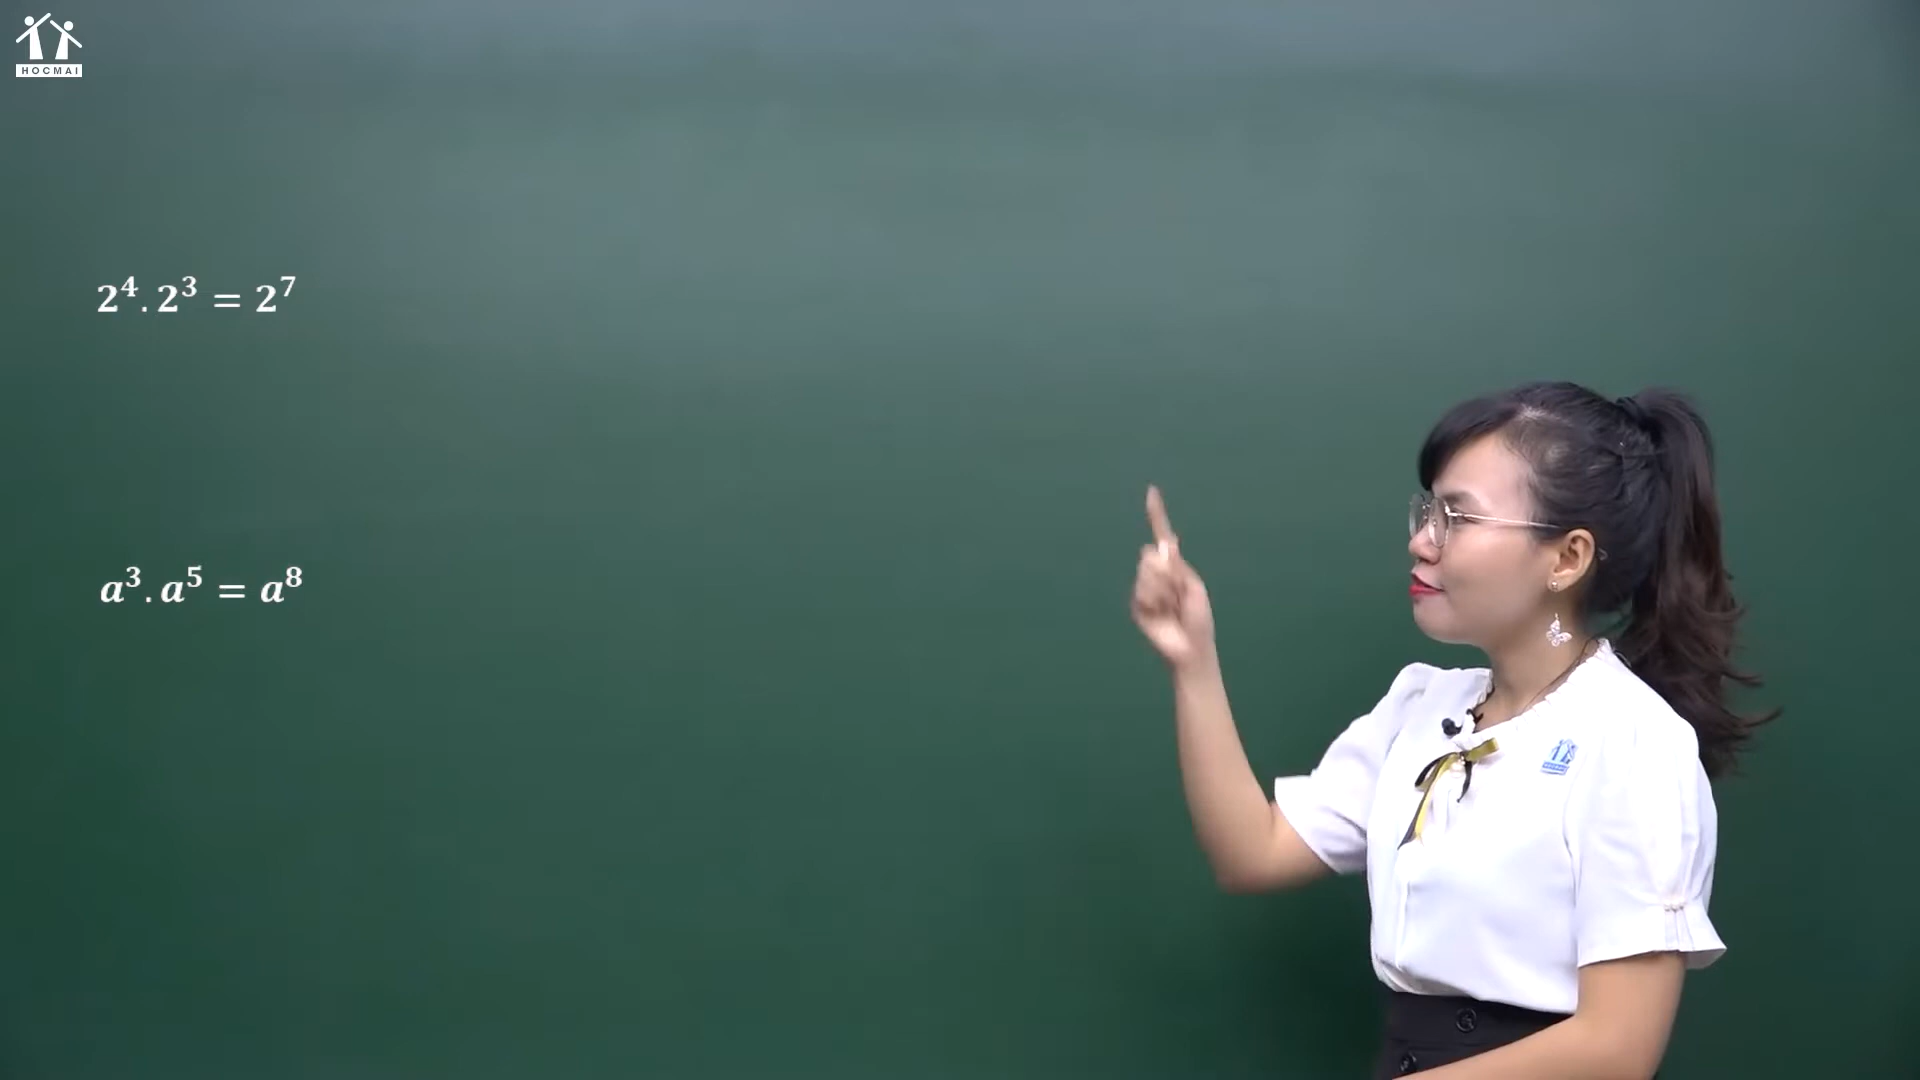 HOCMAI
2⁴. 2³ = 2⁷
a³. a⁵ = a⁸